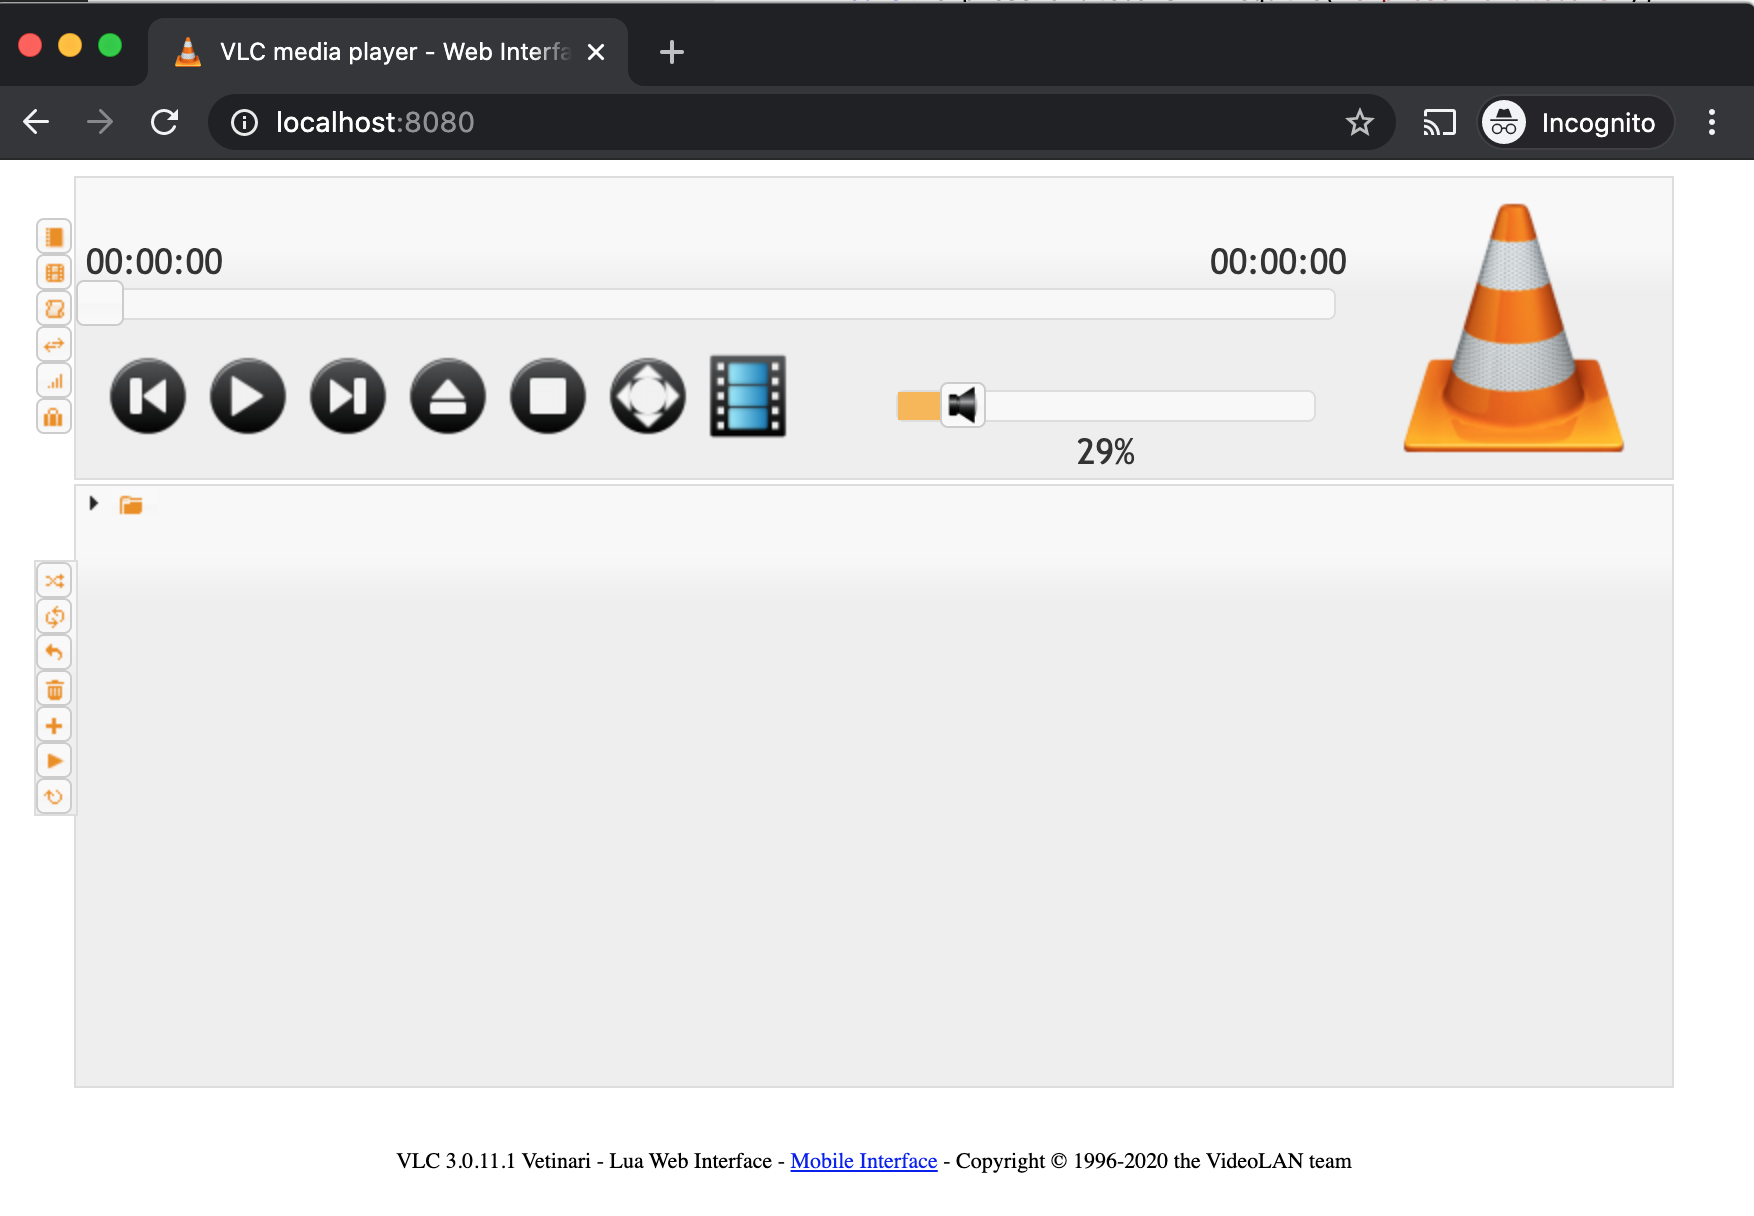 VLC media player - Web Interfa
localhost:8080
Incognito
00:00:00 00:00:00
29%
VLC 3.0.11.1 Vetinari - Lua Web Interface - Mobile Interface - Copyright © 1996-2020 the VideoLAN team